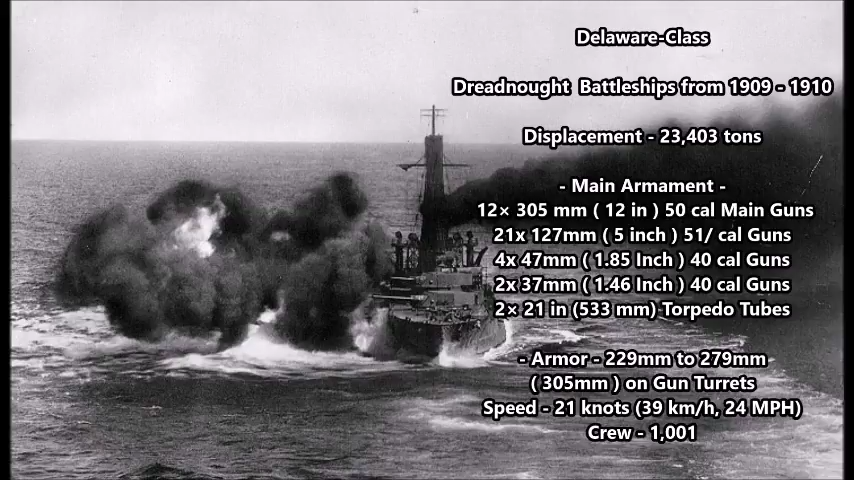 Delaware-Class
Dreadnought Battleships from 1909 - 1910
Displacement - 23,403 tons
- Main Armament -
12× 305 mm ( 12 in ) 50 cal Main Guns
21x 127mm ( 5 inch ) 51/ cal Guns
4x 47mm ( 1.85 Inch ) 40 cal Guns
2x 37mm ( 1.46 Inch ) 40 cal Guns
2× 21 in (533 mm) Torpedo Tubes
- Armor - 229mm to 279mm
( 305mm ) on Gun Turrets
Speed - 21 knots (39 km/h, 24 MPH)
Crew - 1,001